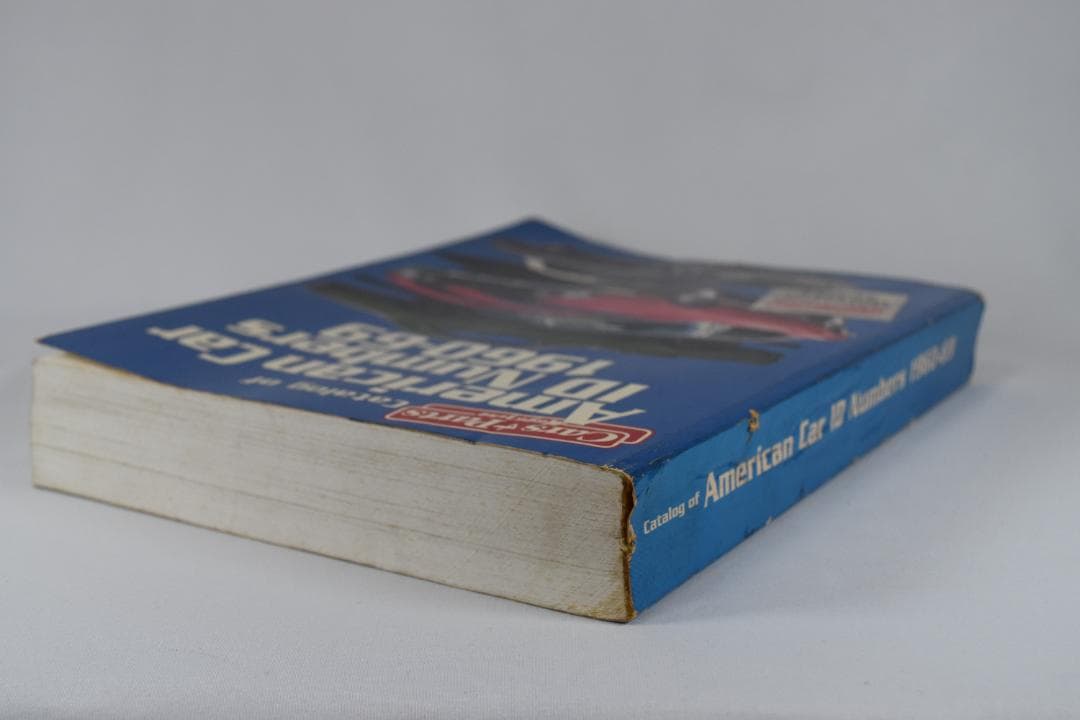 Cars & Parts
Catalog of
American Car
ID Numbers
1960-69
Catalog of American Car ID Numbers 1960-69